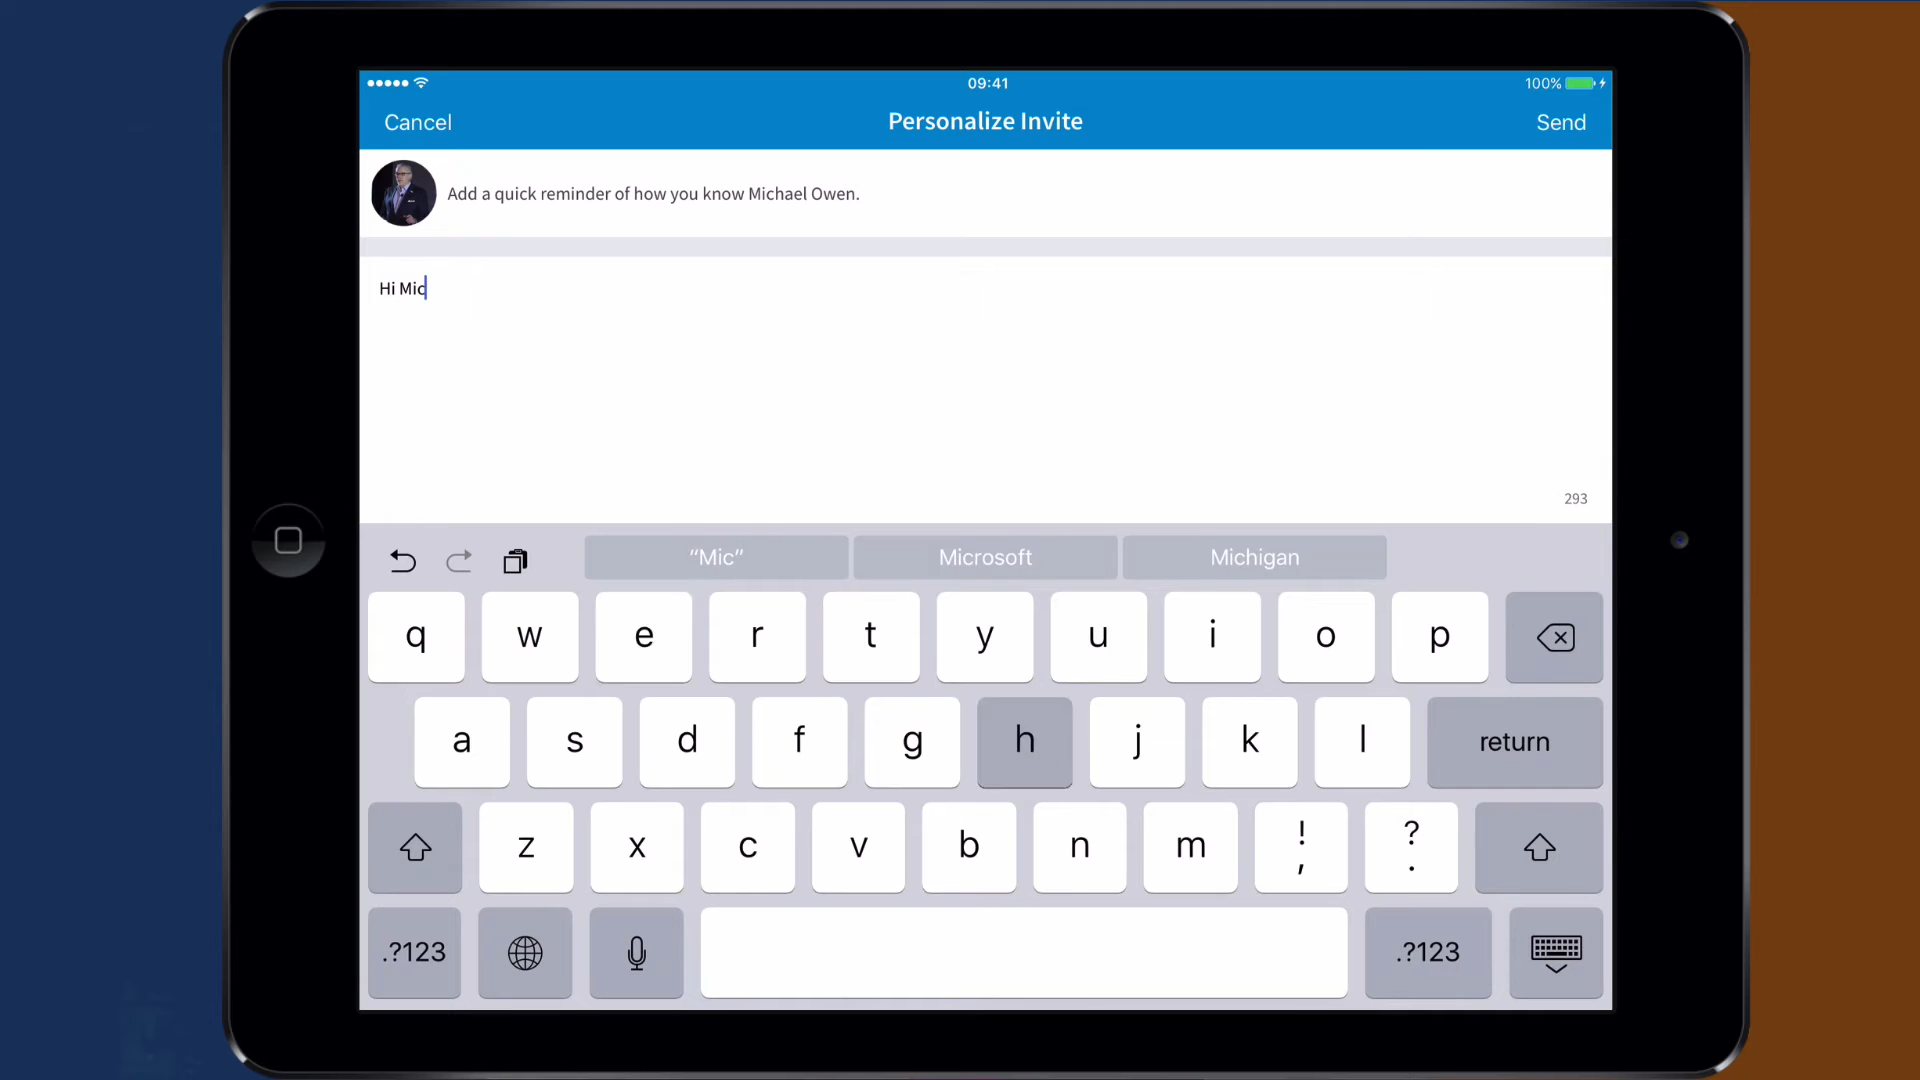 09:41
100%
Cancel
Personalize Invite
Send
Add a quick reminder of how you know Michael Owen.
Hi Mic
293
“Mic”
Microsoft
Michigan
q w e r t y u i o p
a s d f g h j k l return
z x c v b n m ! , ? .
.?123
.?123